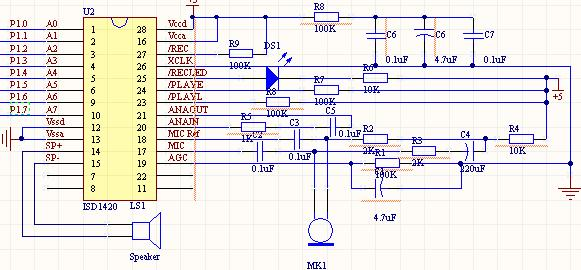 U2
P1.0 A0 1 28 Vccd
P1.1 A1 2 16 Vcca
P1.2 A2 3 27 /REC
P1.3 A3 4 26 XCLK
P1.4 A4 5 25 /RECLED
P1.5 A5 6 24 /PLAYE
P1.6 A6 9 23 /PLAYL
P1.7 A7 10 21 ANAOUT
Vssd 11 20 ANAIN
Vssa 12 19 MIC Ref
SP+ 13 18 MIC
SP- 14 17 AGC
15
7 22
8 11
ISD1420 LS1
Speaker
+5
R8
100K
R9
100K
DS1
C6
0.1uF
C6
4.7uF
C7
0.1uF
R6
10K
R7
100K
R8
100K
+5
R5
1K
C2
0.1uF
C3
0.1uF
C5
0.1uF
R2
2K
R3
2K
C4
220uF
R4
10K
R1
100K
4.7uF
MK1